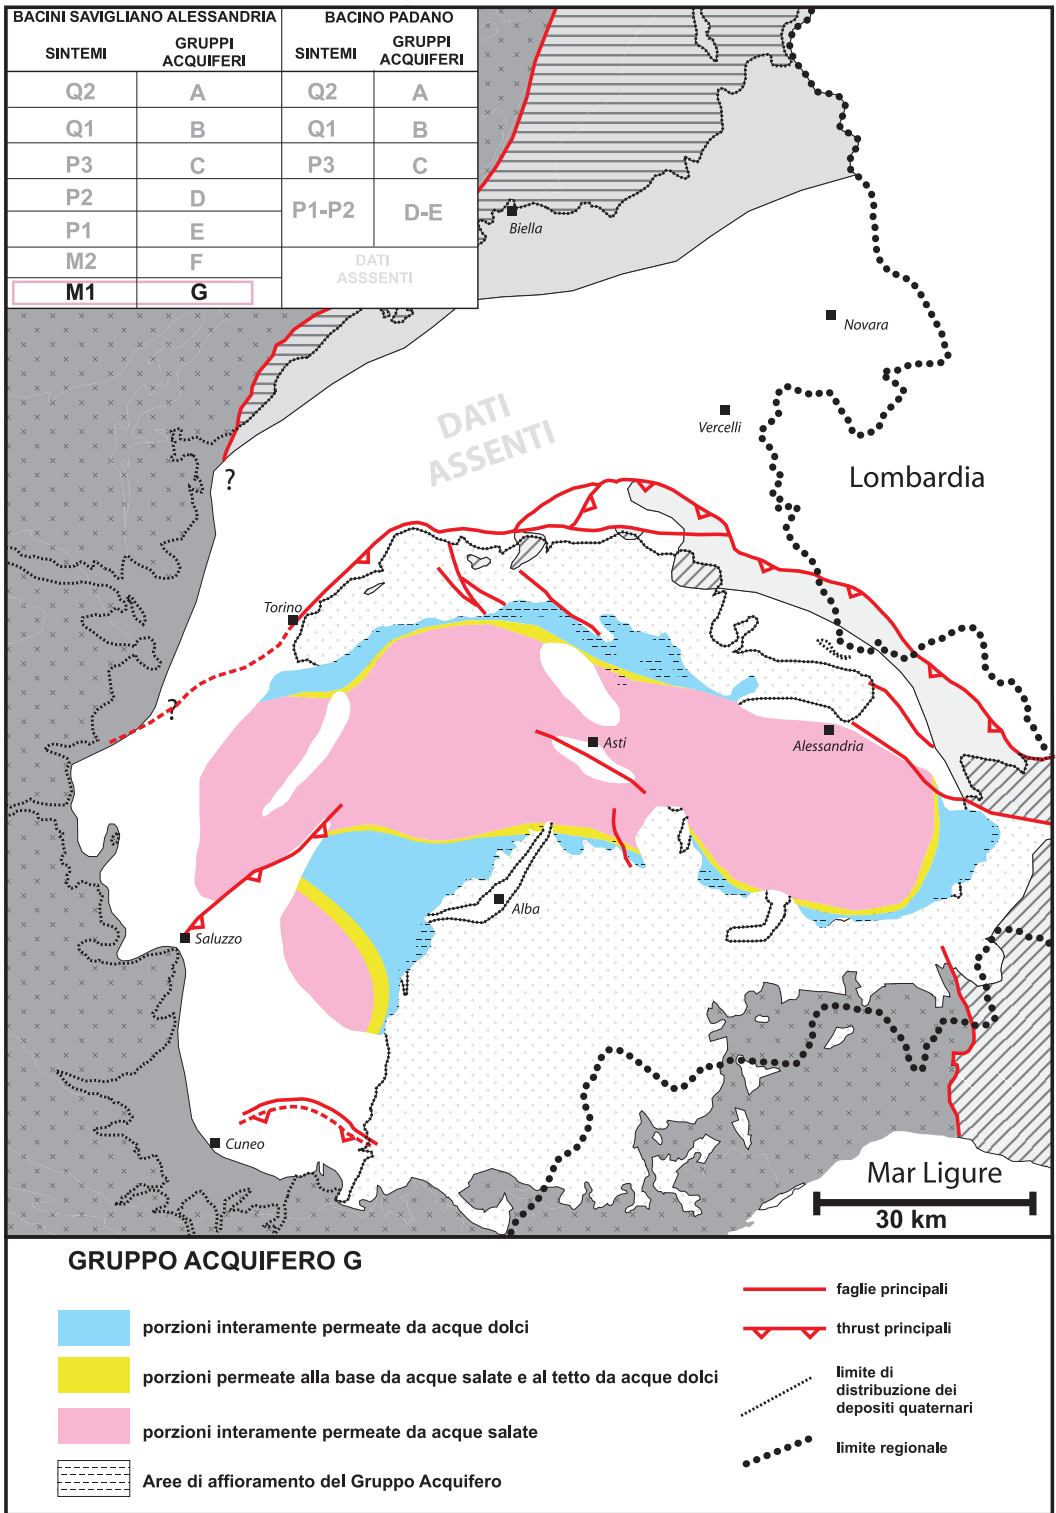 BACINI SAVIGLIANO ALESSANDRIA
BACINO PADANO
SINTEMI
GRUPPI
ACQUIFERI
SINTEMI
GRUPPI
ACQUIFERI
Q2 A Q2 A
Q1 B Q1 B
P3 C P3 C
P2 D
P1-P2 D-E
P1 E
M2 F
DATI
ASSSENTI
M1 G
Biella
Novara
DATI
ASSENTI
Vercelli
Lombardia
?
Torino
?
Asti
Alessandria
Alba
Saluzzo
Cuneo
Mar Ligure
30 km
GRUPPO ACQUIFERO G
porzioni interamente permeate da acque dolci
porzioni permeate alla base da acque salate e al tetto da acque dolci
porzioni interamente permeate da acque salate
Aree di affioramento del Gruppo Acquifero
faglie principali
thrust principali
limite di
distribuzione dei
depositi quaternari
limite regionale